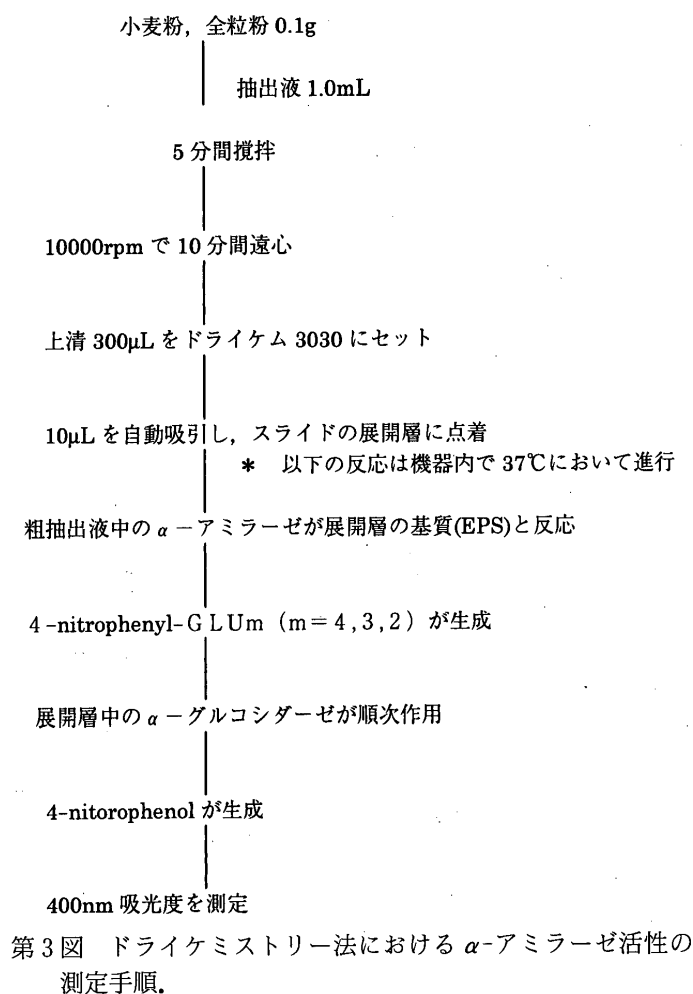 小麦粉，全粒粉 0.1g
抽出液 1.0mL
5 分間撹拌
10000rpm で 10 分間遠心
上清 300μL をドライケム 3030 にセット
10μL を自動吸引し，スライドの展開層に点着
＊　以下の反応は機器内で 37℃において進行
粗抽出液中の α－アミラーゼが展開層の基質(EPS)と反応
4-nitrophenyl-GLUm（m＝4,3,2）が生成
展開層中の α－グルコシダーゼが順次作用
4-nitorophenol が生成
400nm 吸光度を測定
第3図　ドライケミストリー法における α-アミラーゼ活性の
測定手順．